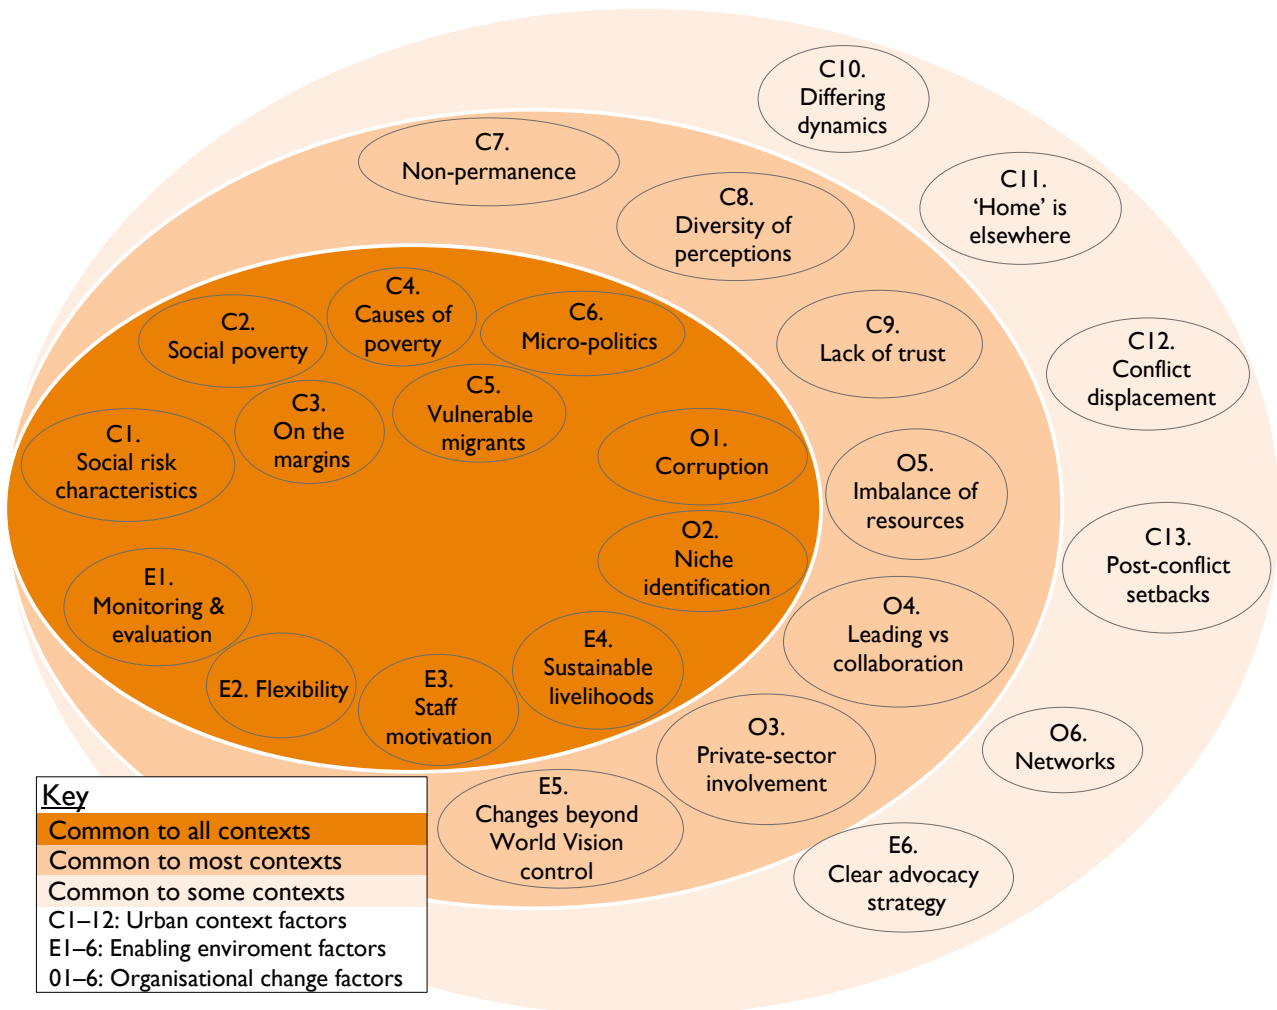 C10.
Differing
dynamics
C7.
Non-permanence
C11.
‘Home’ is
elsewhere
C8.
Diversity of
perceptions
C4.
Causes of
poverty
C6.
Micro-politics
C2.
Social poverty
C9.
Lack of trust
C12.
Conflict
displacement
C5.
Vulnerable
migrants
C3.
On the
margins
C1.
Social risk
characteristics
O1.
Corruption
O5.
Imbalance of
resources
O2.
Niche
identification
C13.
Post-conflict
setbacks
E1.
Monitoring &
evaluation
O4.
Leading vs
collaboration
E4.
Sustainable
livelihoods
E2. Flexibility
E3.
Staff
motivation
O3.
Private-sector
involvement
O6.
Networks
E5.
Changes beyond
World Vision
control
E6.
Clear advocacy
strategy
Key
Common to all contexts
Common to most contexts
Common to some contexts
C1–12: Urban context factors
E1–6: Enabling enviroment factors
01–6: Organisational change factors